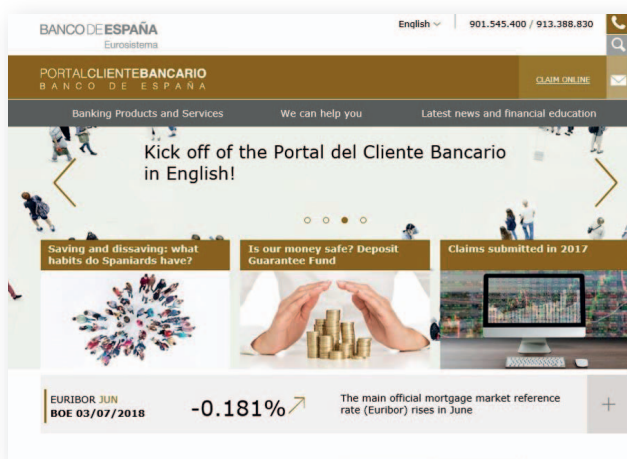 BANCODEESPAÑA
Eurosistema
English
901.545.400 / 913.388.830
PORTALCLIENTEBANCARIO
BANCO DE ESPAÑA
CLAIM ONLINE
Banking Products and Services
We can help you
Latest news and financial education
Kick off of the Portal del Cliente Bancario
in English!
Saving and dissaving: what
habits do Spaniards have?
Is our money safe? Deposit
Guarantee Fund
Claims submitted in 2017
EURIBOR JUN
BOE 03/07/2018
-0.181%
The main official mortgage market reference
rate (Euribor) rises in June
+